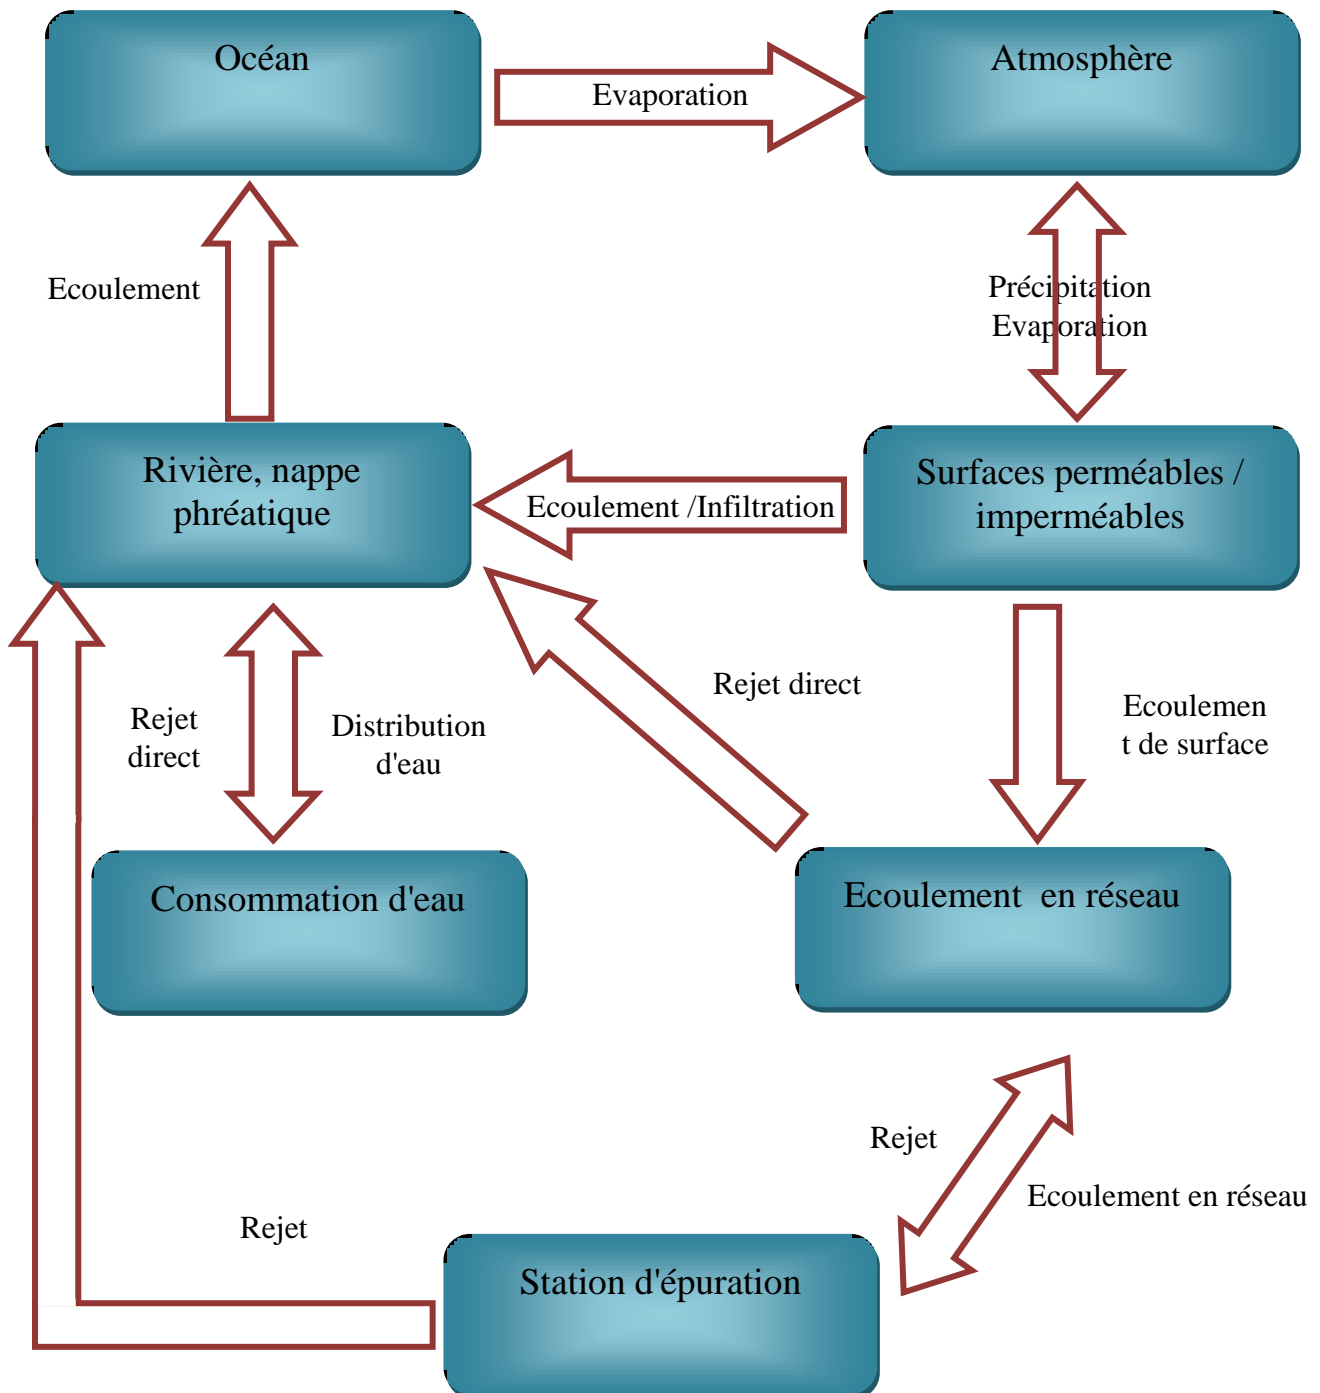 Océan
Atmosphère
Evaporation
Ecoulement
Précipitation
Evaporation
Rivière, nappe
phréatique
Ecoulement /Infiltration
Surfaces perméables /
imperméables
Rejet
direct
Distribution
d'eau
Rejet direct
Ecoulemen
t de surface
Consommation d'eau
Ecoulement  en réseau
Rejet
Ecoulement en réseau
Rejet
Station d'épuration